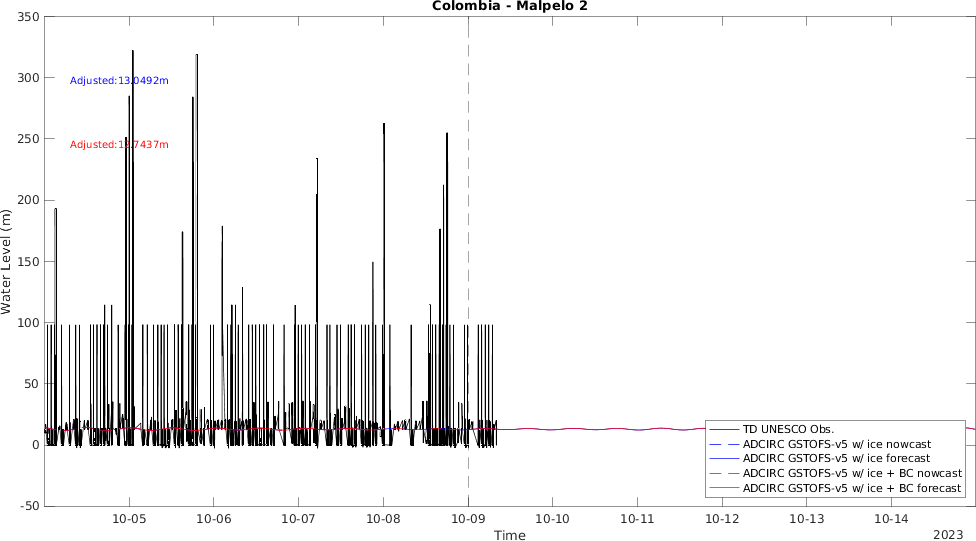 Colombia - Malpelo 2
350
300
250
200
150
100
50
0
-50
Water Level (m)
Adjusted:13.0492m
10-05
10-06
10-07
10-08
10-09
10-10
10-11
10-12
10-13
10-14
Time
2023
TD UNESCO Obs.
ADCIRC GSTOFS-v5 w/ ice nowcast
ADCIRC GSTOFS-v5 w/ ice forecast
ADCIRC GSTOFS-v5 w/ ice + BC nowcast
ADCIRC GSTOFS-v5 w/ ice + BC forecast